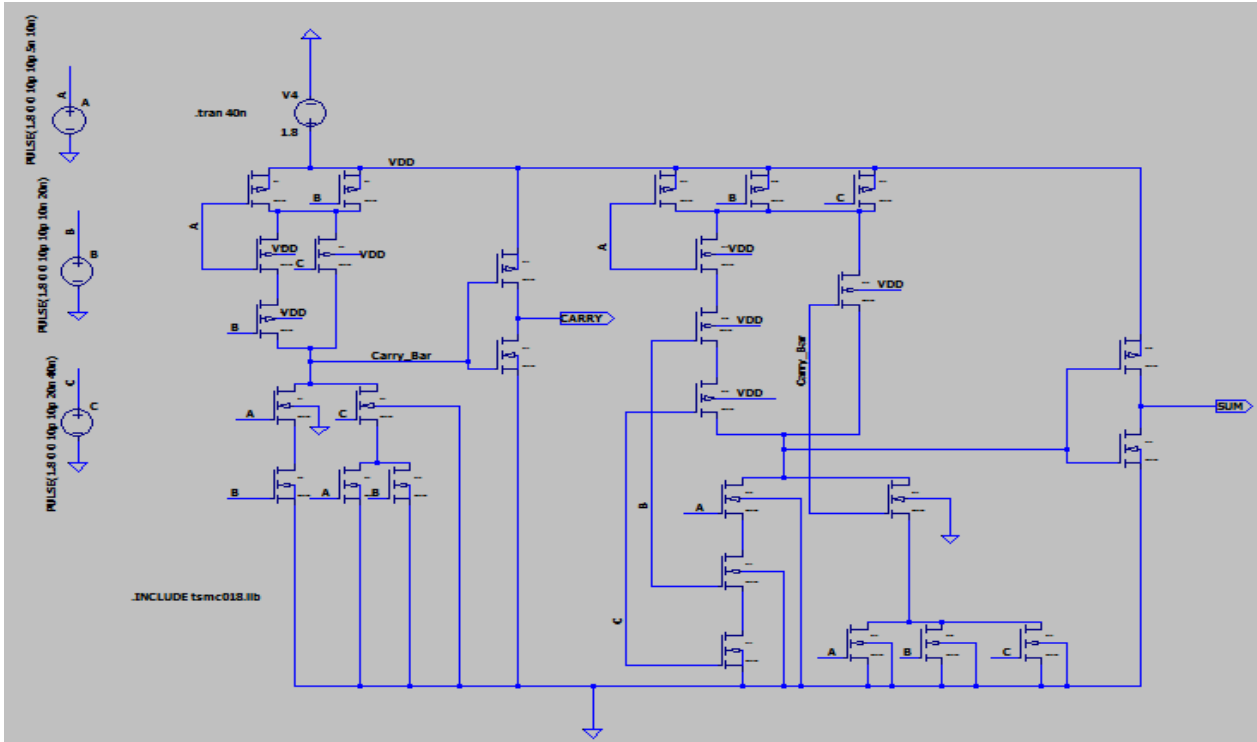 PULSE(1.8 0 0 10p 10p 5n 10n)
A
A
.tran 40n
V4
1.8
VDD
PULSE(1.8 0 0 10p 10p 10n 20n)
B
B
PULSE(1.8 0 0 10p 10p 20n 40n)
C
C
B
A
VDD
C
VDD
VDD
B
Carry_Bar
CARRY
A
C
B
A
B
.INCLUDE tsmc018.lib
B
C
A
VDD
VDD
VDD
VDD
Carry_Bar
B
C
A
A
B
C
SUM